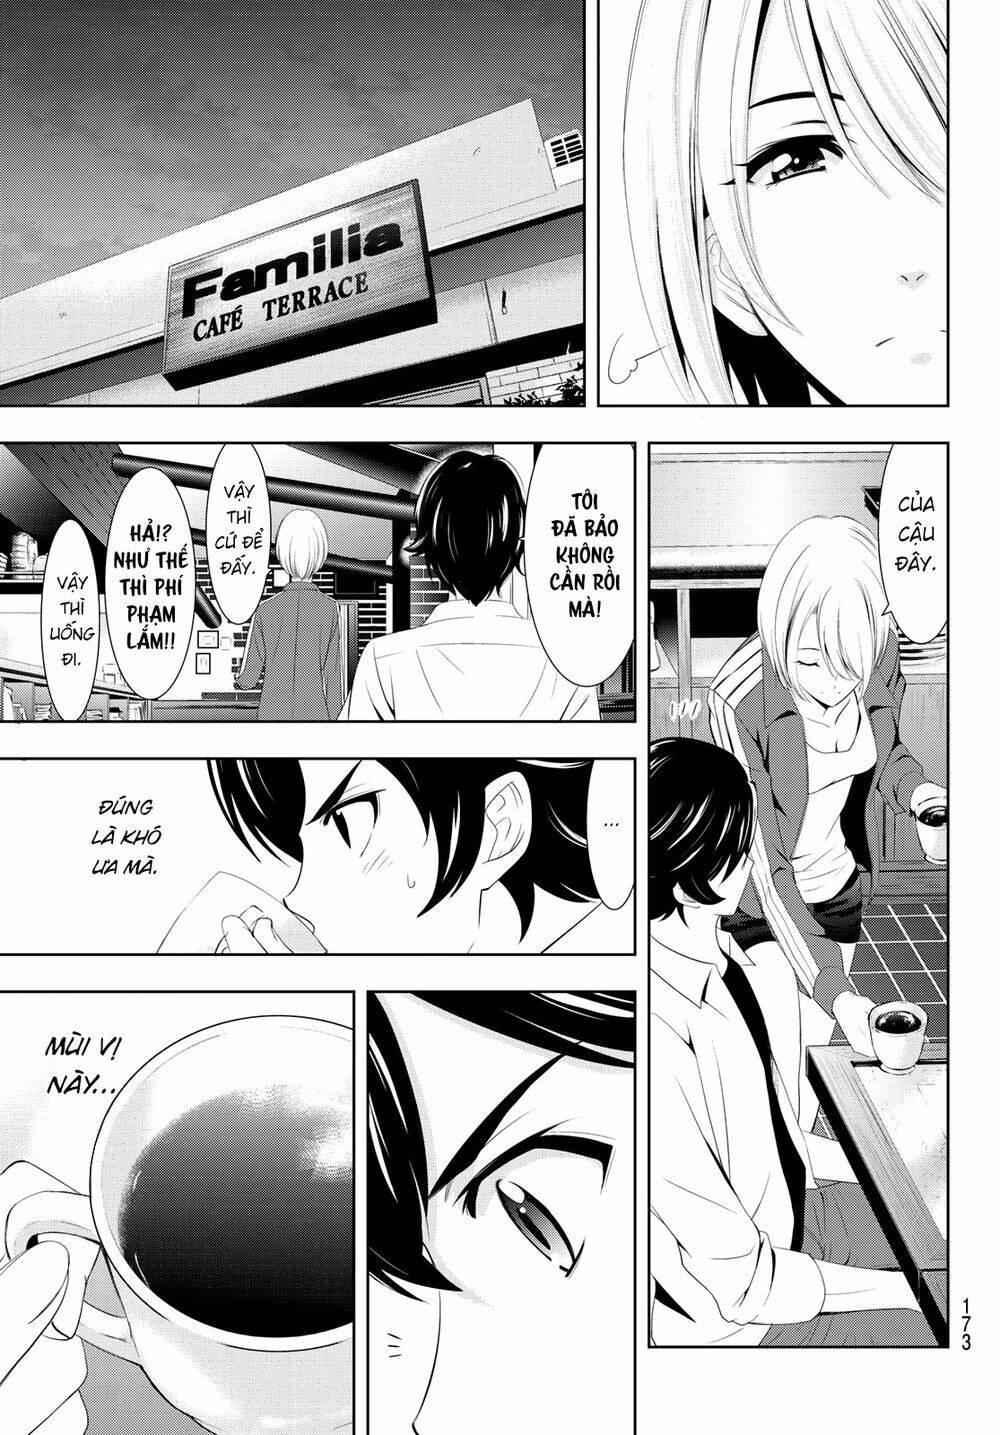 Familia
CAFÉ TERRACE
CỦA
CẬU
ĐÂY.
TÔI
ĐÃ BẢO
KHÔNG
CẦN RỒI
MÀ!
VẬY THÌ
CỨ ĐỂ
ĐẤY.
HẢ!?
NHƯ THẾ
THÌ PHÍ
PHẠM
LẮM!!
VẬY
THÌ
UỐNG
ĐI.
...
ĐÚNG
LÀ KHÓ
ƯA MÀ.
MÙI VỊ
NÀY...
173